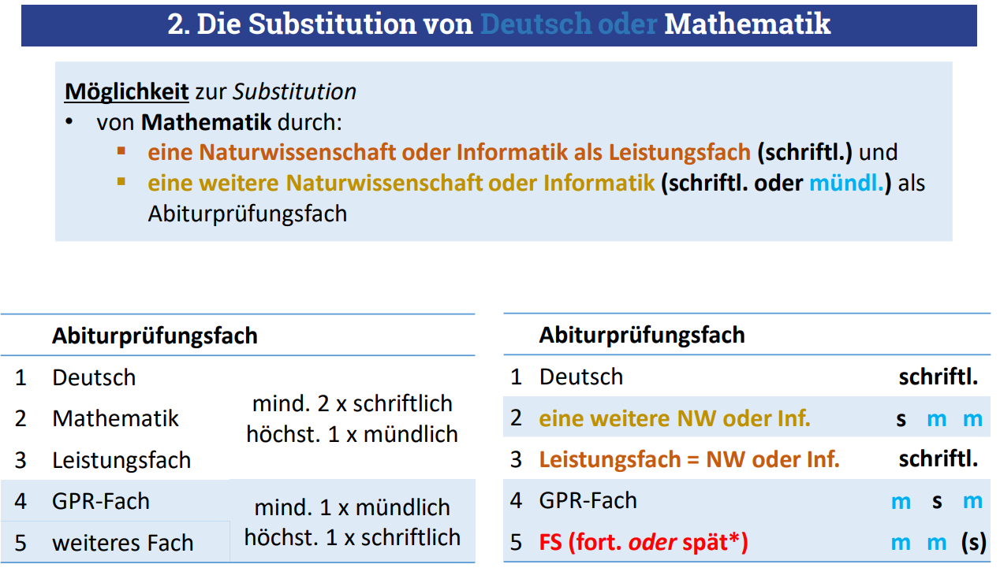 2. Die Substitution von Deutsch oder Mathematik
Möglichkeit zur Substitution
• von Mathematik durch:
▪ eine Naturwissenschaft oder Informatik als Leistungsfach (schriftl.) und
▪ eine weitere Naturwissenschaft oder Informatik (schriftl. oder mündl.) als
Abiturprüfungsfach
Abiturprüfungsfach
1 Deutsch
2 Mathematik
3 Leistungsfach
mind. 2 x schriftlich
höchst. 1 x mündlich
4 GPR-Fach
5 weiteres Fach
mind. 1 x mündlich
höchst. 1 x schriftlich
Abiturprüfungsfach
1 Deutsch schriftl.
2 eine weitere NW oder Inf. s m m
3 Leistungsfach = NW oder Inf. schriftl.
4 GPR-Fach m s m
5 FS (fort. oder spät*) m m (s)